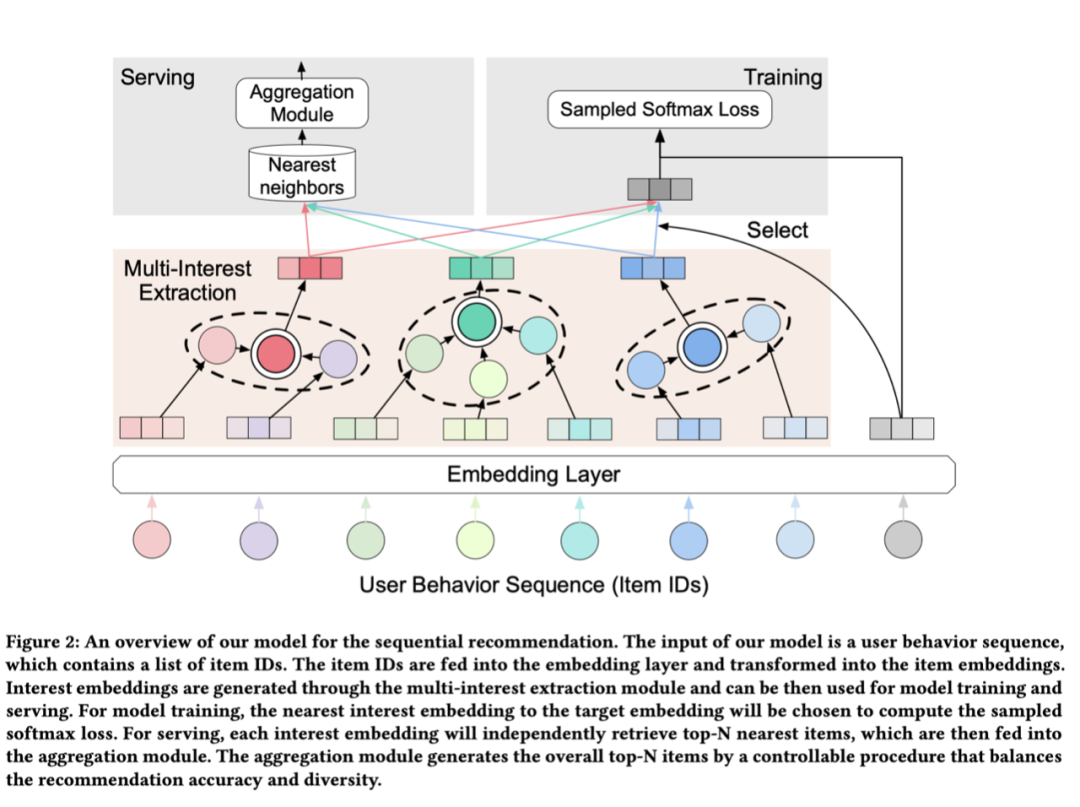 Serving
Training
Aggregation
Module
Sampled Softmax Loss
Nearest
neighbors
Select
Multi-Interest
Extraction
Embedding Layer
User Behavior Sequence (Item IDs)
Figure 2: An overview of our model for the sequential recommendation. The input of our model is a user behavior sequence,
which contains a list of item IDs. The item IDs are fed into the embedding layer and transformed into the item embeddings.
Interest embeddings are generated through the multi-interest extraction module and can be then used for model training and
serving. For model training, the nearest interest embedding to the target embedding will be chosen to compute the sampled
softmax loss. For serving, each interest embedding will independently retrieve top-N nearest items, which are then fed into
the aggregation module. The aggregation module generates the overall top-N items by a controllable procedure that balances
the recommendation accuracy and diversity.